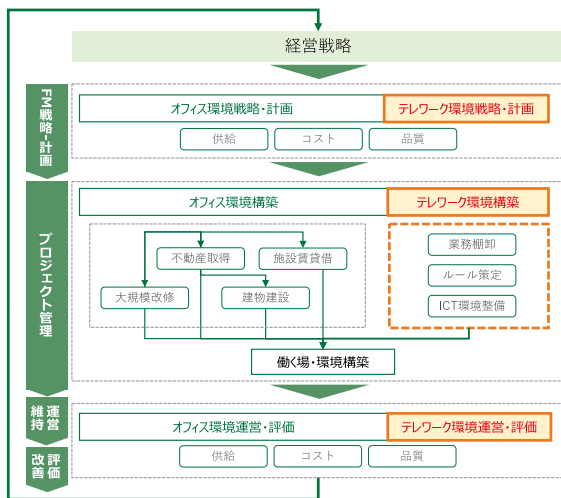 経営戦略
FM戦略・計画
オフィス環境戦略・計画
テレワーク環境戦略・計画
供給
コスト
品質
プロジェクト管理
オフィス環境構築
テレワーク環境構築
不動産取得
施設賃貸借
大規模改修
建物建設
業務棚卸
ルール策定
ICT環境整備
働く場・環境構築
運営
維持
オフィス環境運営・評価
テレワーク環境運営・評価
評価
改善
供給
コスト
品質